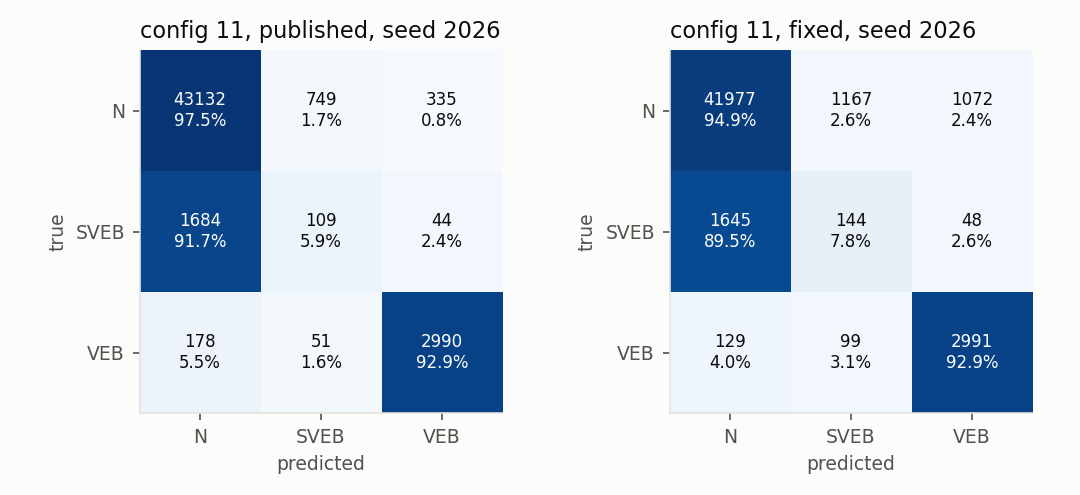 config 11, published, seed 2026
N
43132
97.5%
749
1.7%
335
0.8%
SVEB
1684
91.7%
109
5.9%
44
2.4%
VEB
178
5.5%
51
1.6%
2990
92.9%
true
N
SVEB
VEB
predicted
config 11, fixed, seed 2026
N
41977
94.9%
1167
2.6%
1072
2.4%
SVEB
1645
89.5%
144
7.8%
48
2.6%
VEB
129
4.0%
99
3.1%
2991
92.9%
true
N
SVEB
VEB
predicted